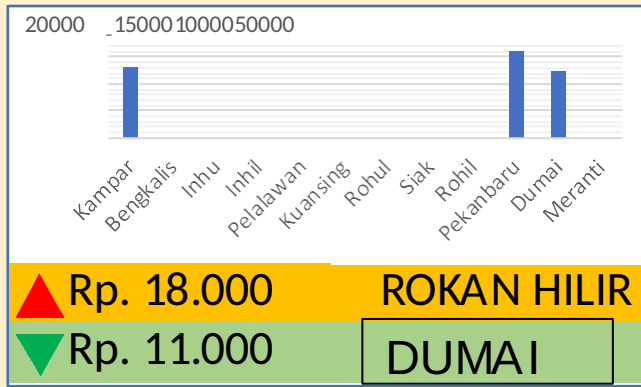 20000 15000 10000 5000 0
Kampar
Bengkalis
Inhu
Inhil
Pelalawan
Kuansing
Rohul
Siak
Rohil
Pekanbaru
Dumai
Meranti
Rp. 18.000 ROKAN HILIR
Rp. 11.000 DUMAI